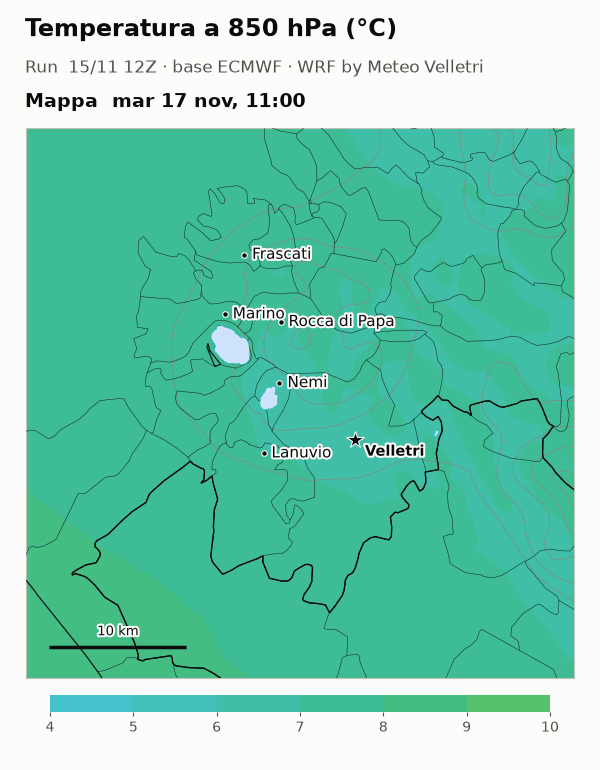 Temperatura a 850 hPa (°C)
Run  15/11 12Z · base ECMWF · WRF by Meteo Velletri
Mappa  mar 17 nov, 11:00
Frascati
Marino
Rocca di Papa
Nemi
Velletri
Lanuvio
10 km
4 5 6 7 8 9 10